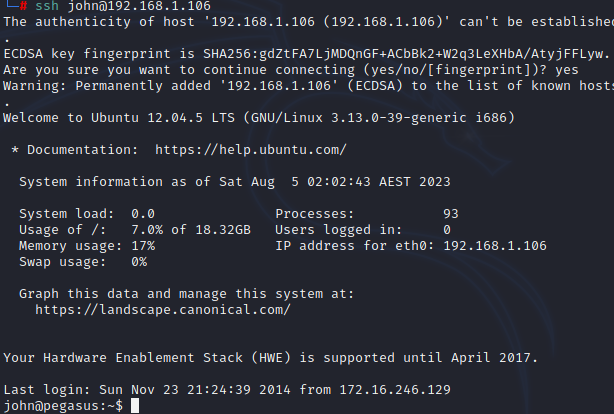 └─# ssh john@192.168.1.106
The authenticity of host '192.168.1.106 (192.168.1.106)' can't be established
.
ECDSA key fingerprint is SHA256:gdZtFA7LjMDQnGF+ACbBk2+W2q3LeXHbA/AtyjFFLyw.
Are you sure you want to continue connecting (yes/no/[fingerprint])? yes
Warning: Permanently added '192.168.1.106' (ECDSA) to the list of known hosts
.
Welcome to Ubuntu 12.04.5 LTS (GNU/Linux 3.13.0-39-generic i686)
* Documentation:  https://help.ubuntu.com/
System information as of Sat Aug  5 02:02:43 AEST 2023
System load:  0.0               Processes:           93
Usage of /:   7.0% of 18.32GB   Users logged in:     0
Memory usage: 17%               IP address for eth0: 192.168.1.106
Swap usage:   0%
Graph this data and manage this system at:
https://landscape.canonical.com/
Your Hardware Enablement Stack (HWE) is supported until April 2017.
Last login: Sun Nov 23 21:24:39 2014 from 172.16.246.129
john@pegasus:~$